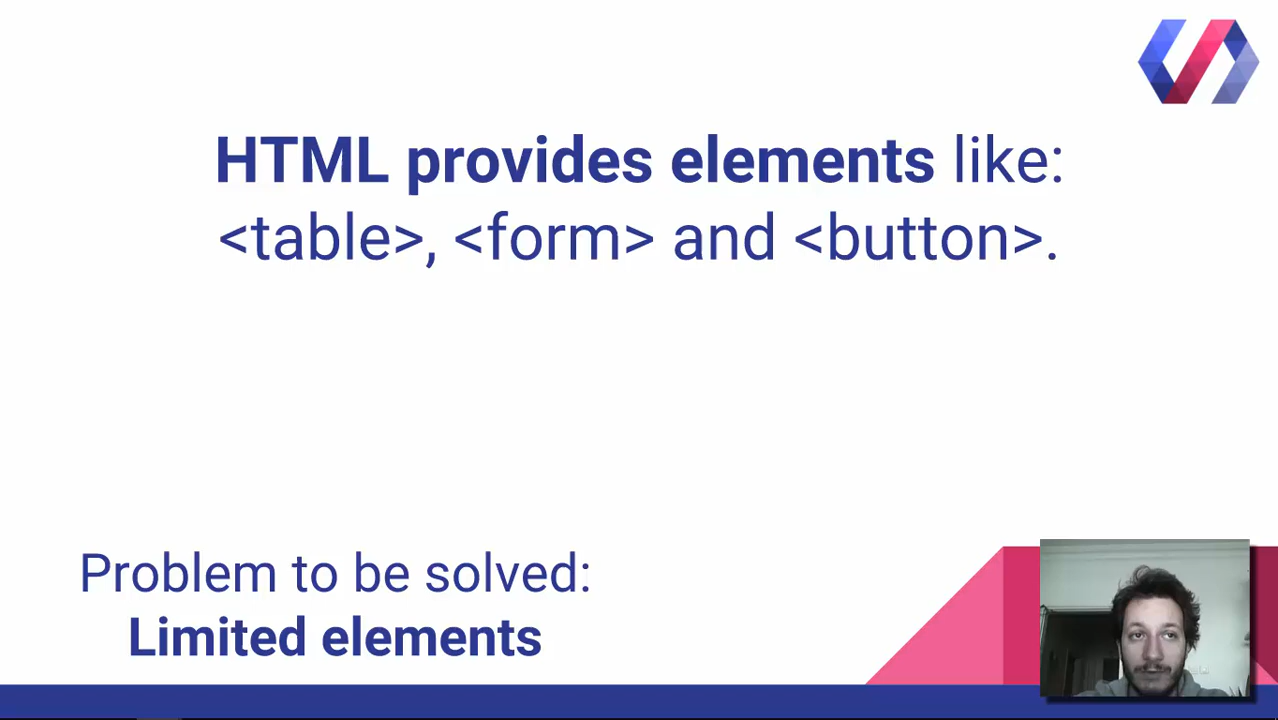 HTML provides elements like:
<table>, <form> and <button>.
Problem to be solved:
Limited elements